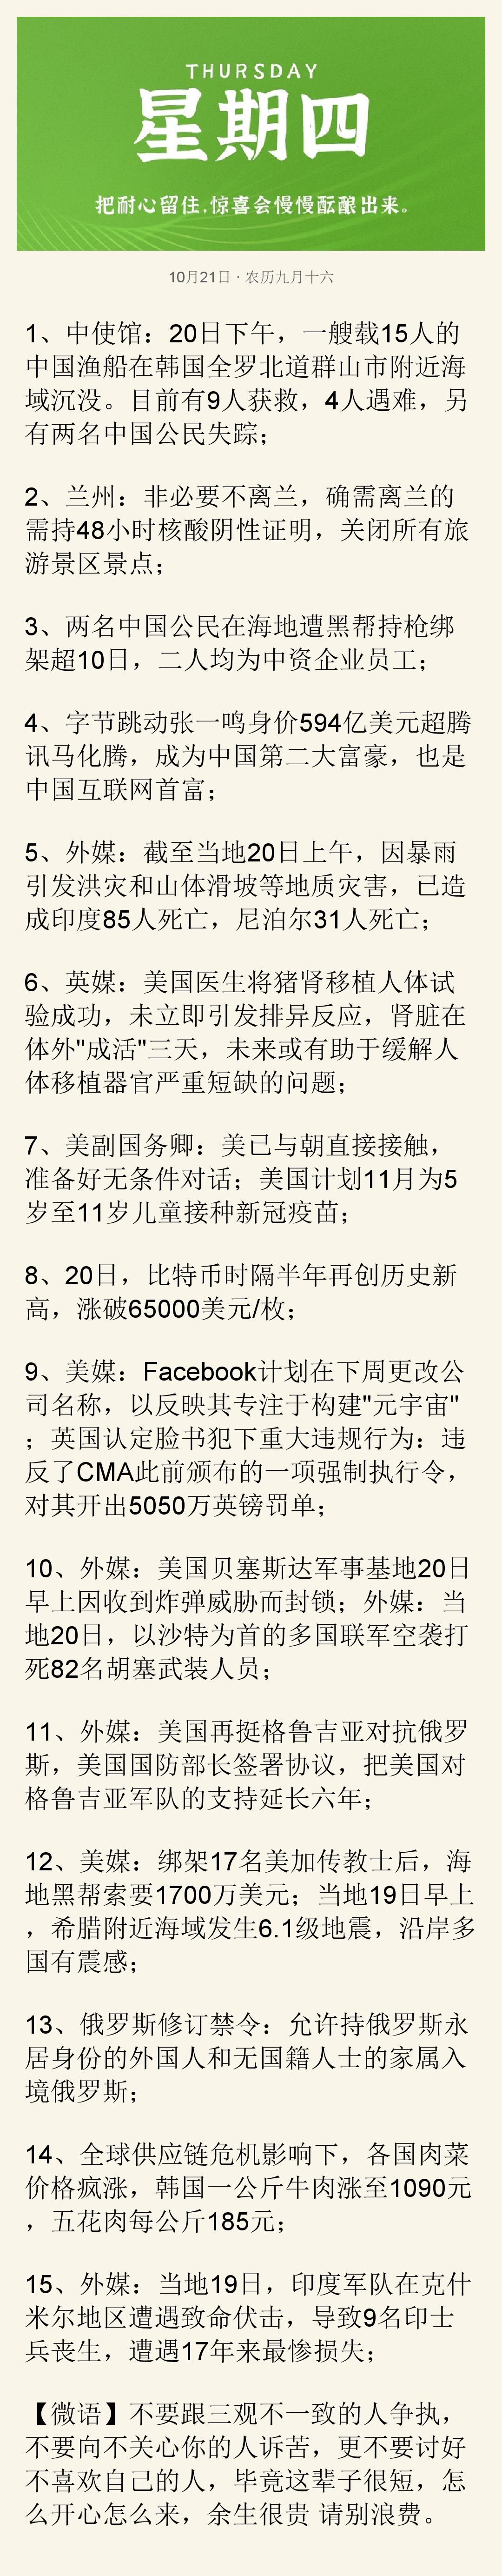 THURSDAY
星期四
把耐心留住,惊喜会慢慢酝酿出来。
10月21日 · 农历九月十六
1、中使馆：20日下午，一艘载15人的
中国渔船在韩国全罗北道群山市附近海
域沉没。目前有9人获救，4人遇难，另
有两名中国公民失踪；
2、兰州：非必要不离兰，确需离兰的
需持48小时核酸阴性证明，关闭所有旅
游景区景点；
3、两名中国公民在海地遭黑帮持枪绑
架超10日，二人均为中资企业员工；
4、字节跳动张一鸣身价594亿美元超腾
讯马化腾，成为中国第二大富豪，也是
中国互联网首富；
5、外媒：截至当地20日上午，因暴雨
引发洪灾和山体滑坡等地质灾害，已造
成印度85人死亡，尼泊尔31人死亡；
6、英媒：美国医生将猪肾移植人体试
验成功，未立即引发排异反应，肾脏在
体外"成活"三天，未来或有助于缓解人
体移植器官严重短缺的问题；
7、美副国务卿：美已与朝直接接触，
准备好无条件对话；美国计划11月为5
岁至11岁儿童接种新冠疫苗；
8、20日，比特币时隔半年再创历史新
高，涨破65000美元/枚；
9、美媒：Facebook计划在下周更改公
司名称，以反映其专注于构建"元宇宙"
；英国认定脸书犯下重大违规行为：违
反了CMA此前颁布的一项强制执行令，
对其开出5050万英镑罚单；
10、外媒：美国贝塞斯达军事基地20日
早上因收到炸弹威胁而封锁；外媒：当
地20日，以沙特为首的多国联军空袭打
死82名胡塞武装人员；
11、外媒：美国再挺格鲁吉亚对抗俄罗
斯，美国国防部长签署协议，把美国对
格鲁吉亚军队的支持延长六年；
12、美媒：绑架17名美加传教士后，海
地黑帮索要1700万美元；当地19日早上
，希腊附近海域发生6.1级地震，沿岸多
国有震感；
13、俄罗斯修订禁令：允许持俄罗斯永
居身份的外国人和无国籍人士的家属入
境俄罗斯；
14、全球供应链危机影响下，各国肉菜
价格疯涨，韩国一公斤牛肉涨至1090元
，五花肉每公斤185元；
15、外媒：当地19日，印度军队在克什
米尔地区遭遇致命伏击，导致9名印士
兵丧生，遭遇17年来最惨损失；
【微语】不要跟三观不一致的人争执，
不要向不关心你的人诉苦，更不要讨好
不喜欢自己的人，毕竟这辈子很短，怎
么开心怎么来，余生很贵 请别浪费。